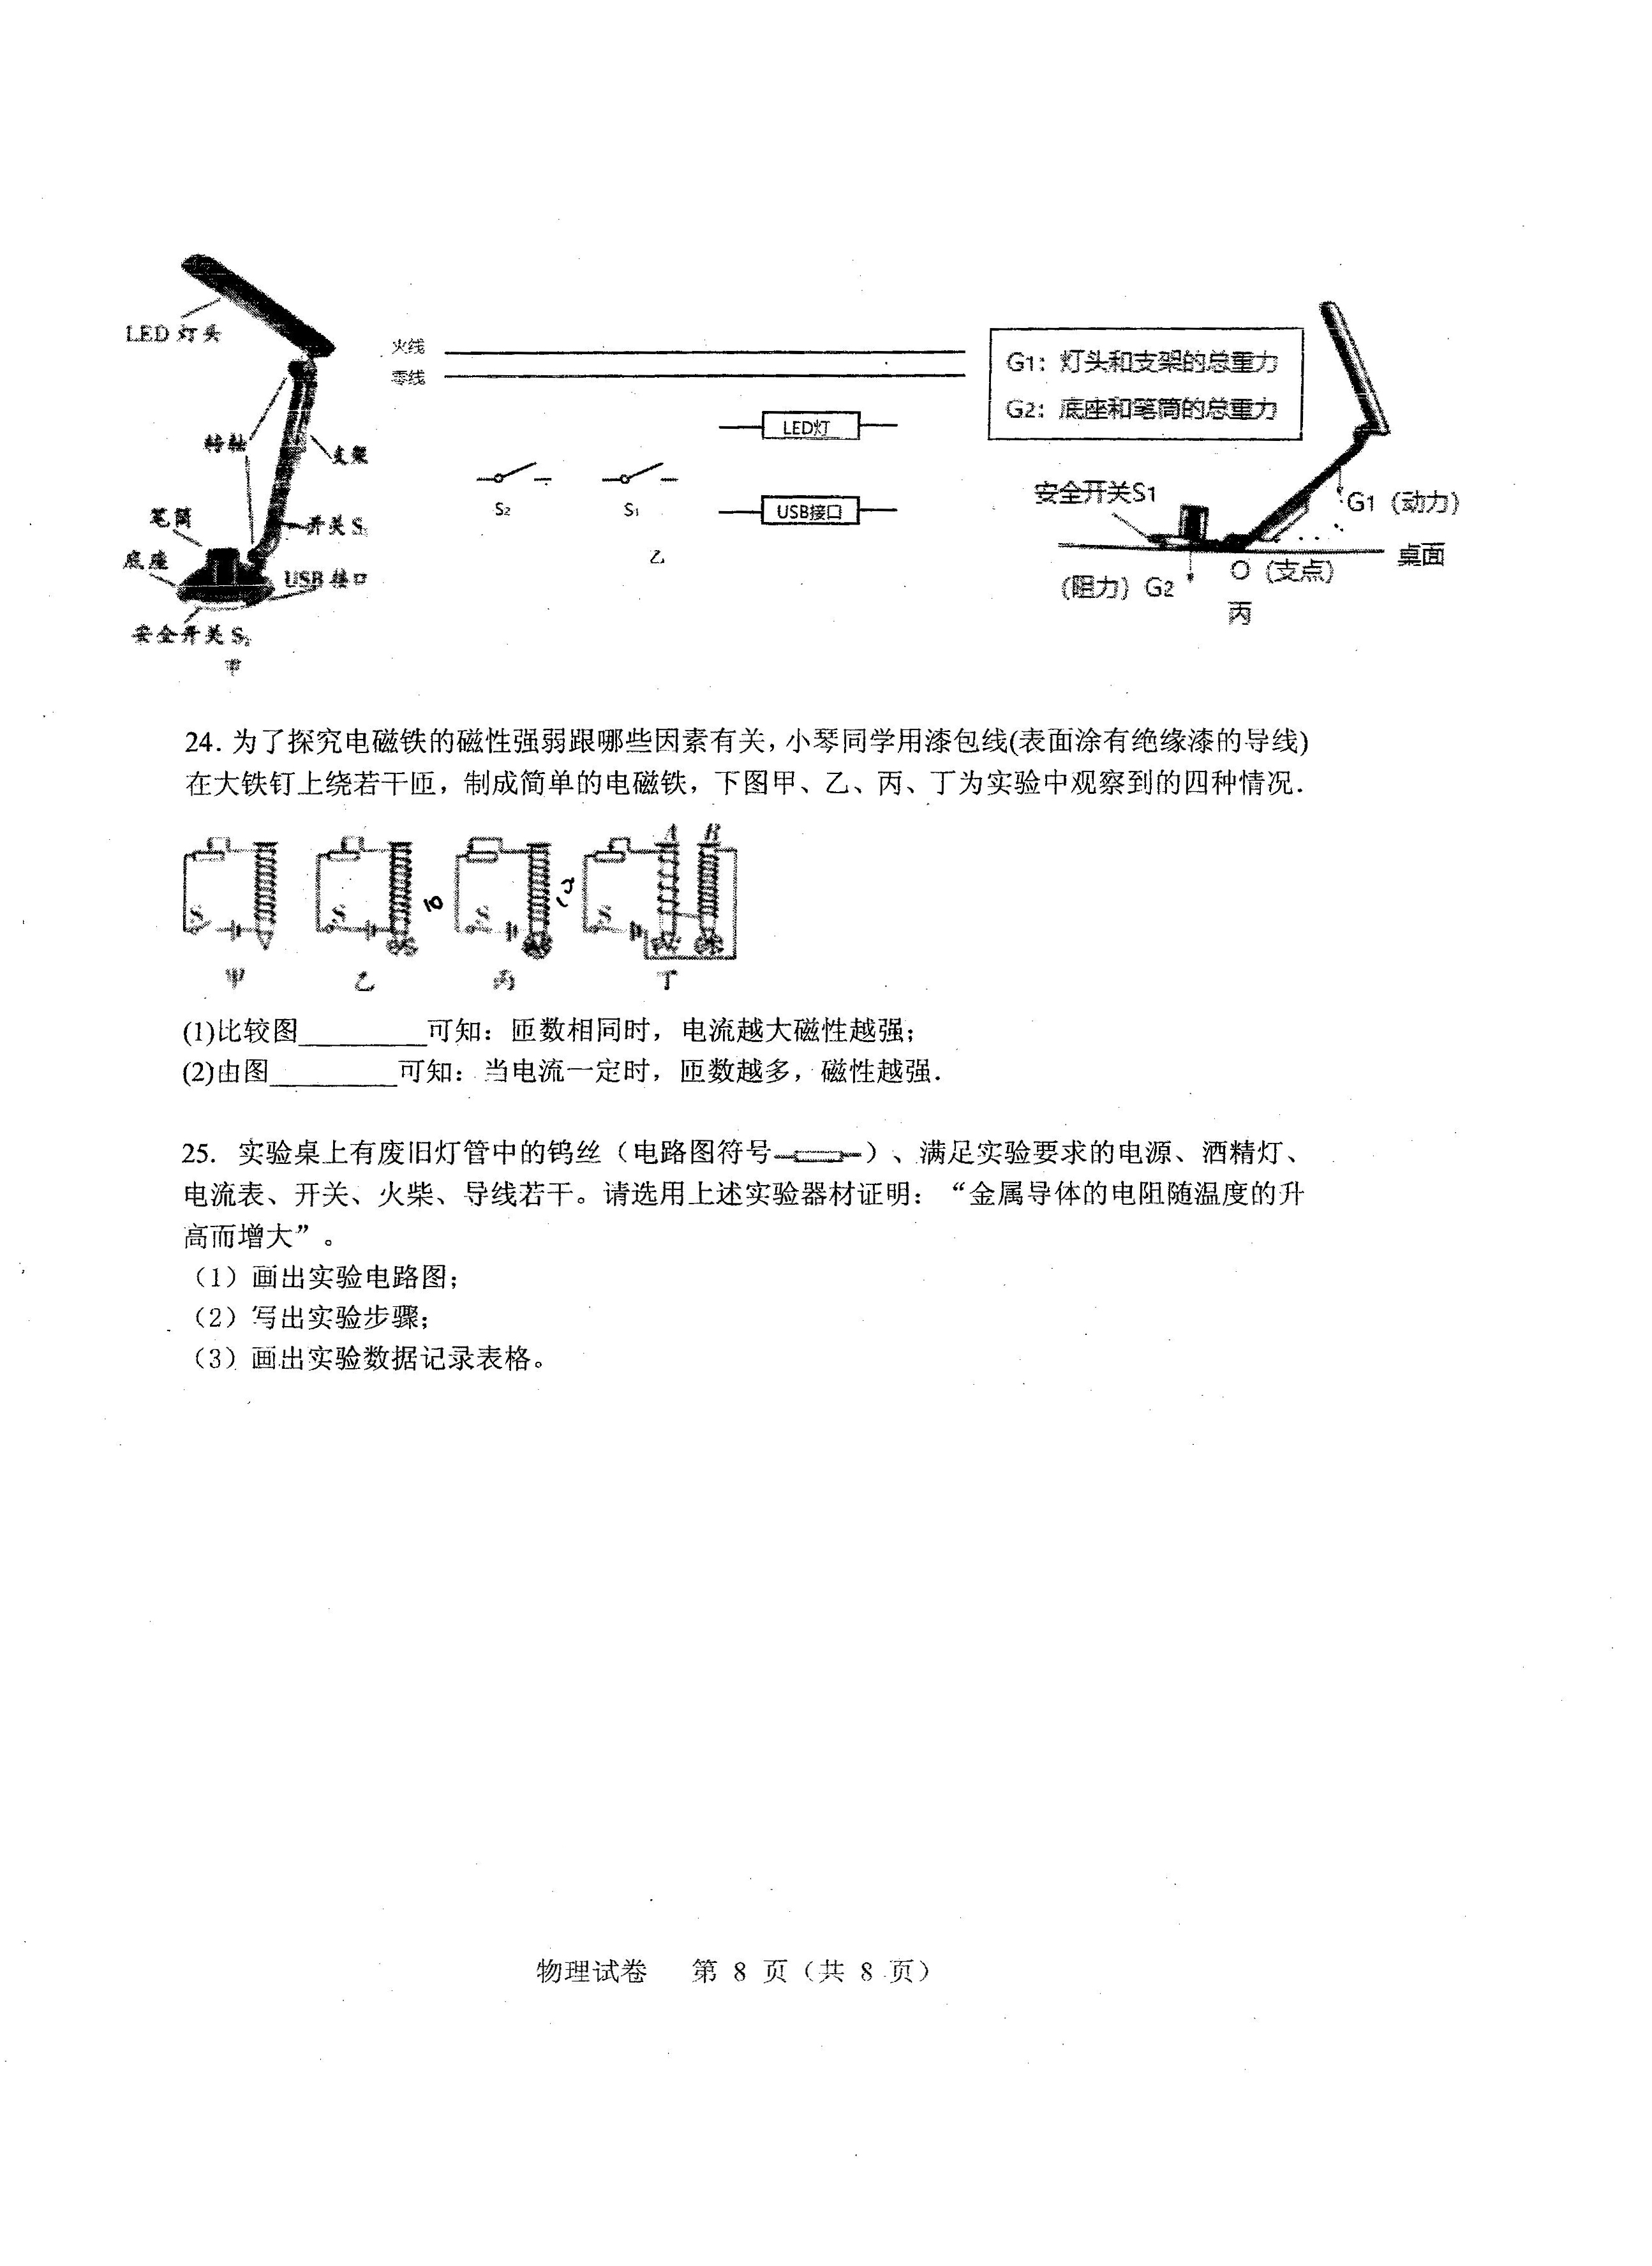 LED 灯头
转轴
支架
笔筒
开关 S
底座
USB 接口
安全开关 S₂
甲
火线
零线
LED灯
S₂
S₁
USB接口
乙
G1：灯头和支架的总重力
G2：底座和笔筒的总重力
安全开关S1
G1（动力）
桌面
O（支点）
（阻力）G2
丙
24. 为了探究电磁铁的磁性强弱跟哪些因素有关，小琴同学用漆包线(表面涂有绝缘漆的导线)
在大铁钉上绕若干匝，制成简单的电磁铁，下图甲、乙、丙、丁为实验中观察到的四种情况．
A B
S S S S
10 12
甲 乙 丙 丁
(1)比较图________可知：匝数相同时，电流越大磁性越强；
(2)由图________可知：当电流一定时，匝数越多，磁性越强．
25. 实验桌上有废旧灯管中的钨丝（电路图符号）、满足实验要求的电源、酒精灯、
电流表、开关、火柴、导线若干。请选用上述实验器材证明：“金属导体的电阻随温度的升
高而增大”。
（1）画出实验电路图；
（2）写出实验步骤；
（3）画出实验数据记录表格。
物理试卷 第 8 页（共 8 页）